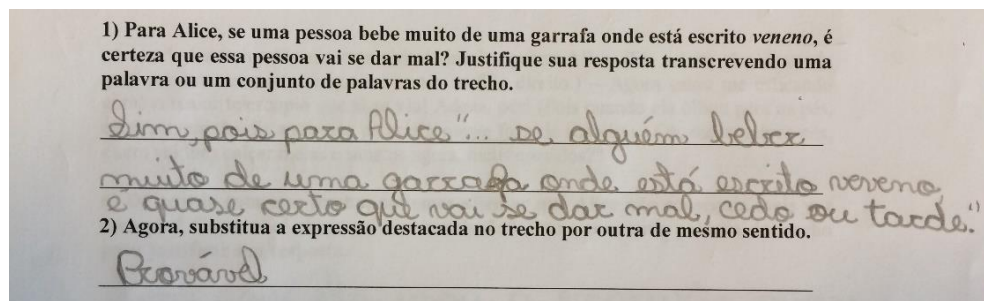 1) Para Alice, se uma pessoa bebe muito de uma garrafa onde está escrito veneno, é
certeza que essa pessoa vai se dar mal? Justifique sua resposta transcrevendo uma
palavra ou um conjunto de palavras do trecho.
Sim, pois para Alice "... se alguém beber
muito de uma garrafa onde está escrito veneno,
é quase certo que vai se dar mal, cedo ou tarde."
2) Agora, substitua a expressão destacada no trecho por outra de mesmo sentido.
Provável